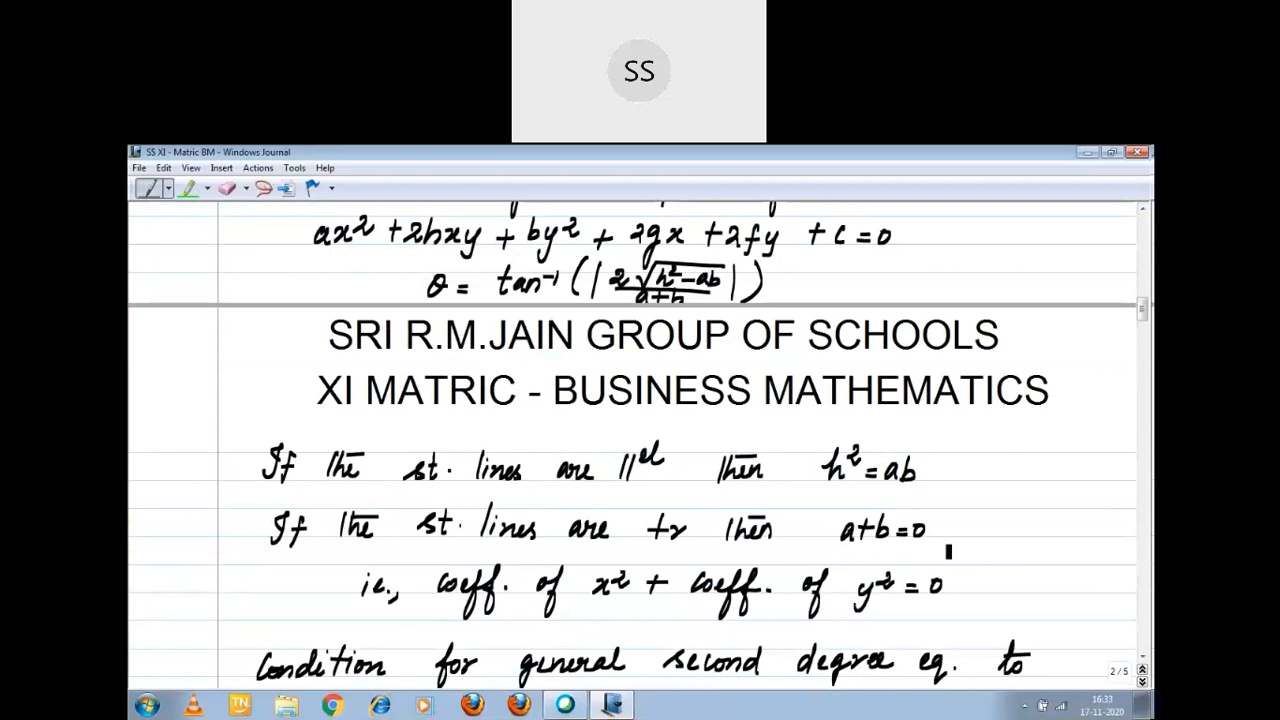 SS
SS XI - Matric BM - Windows Journal
File Edit View Insert Actions Tools Help
ax² + 2hxy + by² + 2gx + 2fy + c = 0
θ = tan⁻¹ (| 2√h²-ab / a+b |)
SRI R.M.JAIN GROUP OF SCHOOLS
XI MATRIC - BUSINESS MATHEMATICS
If the st. lines are ||el then h² = ab
If the st. lines are +r then a+b=0
ie., coeff. of x² + coeff. of y² = 0
Condition for general second degree eq. to
2/5
TN
16:33
17-11-2020